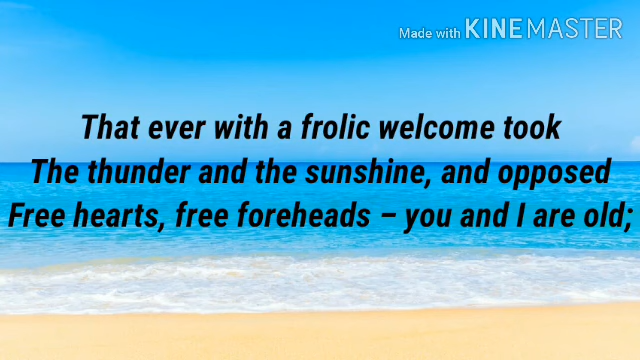 Made with KINEMASTER
That ever with a frolic welcome took
The thunder and the sunshine, and opposed
Free hearts, free foreheads – you and I are old;